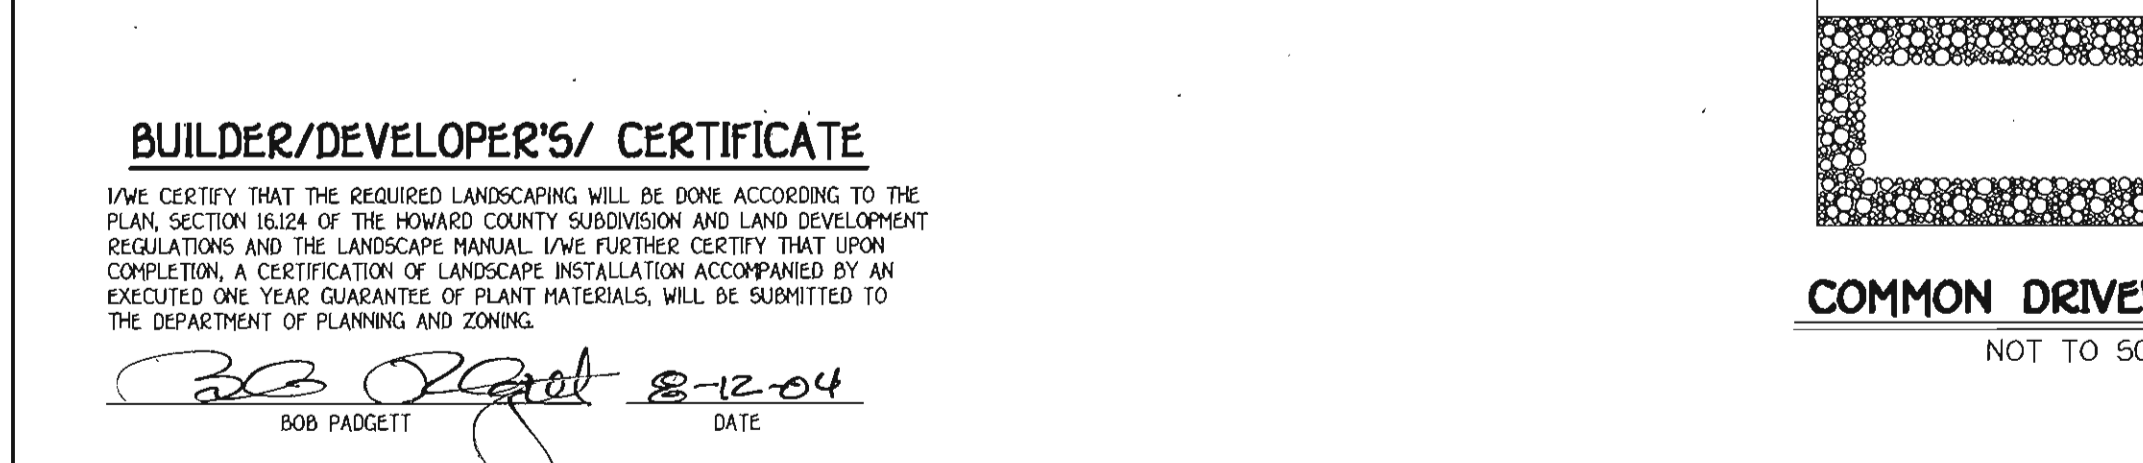 BUILDER/DEVELOPER'S/ CERTIFICATE
I/WE CERTIFY THAT THE REQUIRED LANDSCAPING WILL BE DONE ACCORDING TO THE
PLAN, SECTION 16.124 OF THE HOWARD COUNTY SUBDIVISION AND LAND DEVELOPMENT
REGULATIONS AND THE LANDSCAPE MANUAL. I/WE FURTHER CERTIFY THAT UPON
COMPLETION, A CERTIFICATION OF LANDSCAPE INSTALLATION ACCOMPANIED BY AN
EXECUTED ONE YEAR GUARANTEE OF PLANT MATERIALS, WILL BE SUBMITTED TO
THE DEPARTMENT OF PLANNING AND ZONING.
Bob Padgett 8-12-04
BOB PADGETT DATE
COMMON DRIVE
NOT TO SC